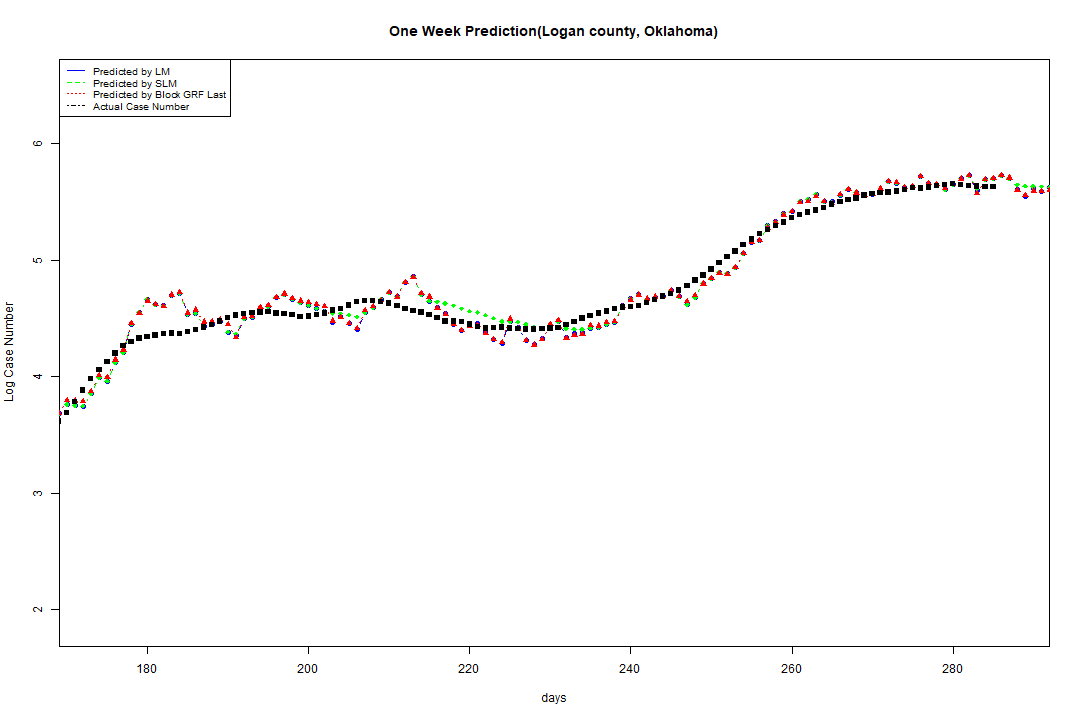 One Week Prediction(Logan county, Oklahoma)
Predicted by LM
Predicted by SLM
Predicted by Block GRF Last
Actual Case Number
6
5
4
3
2
Log Case Number
180 200 220 240 260 280
days